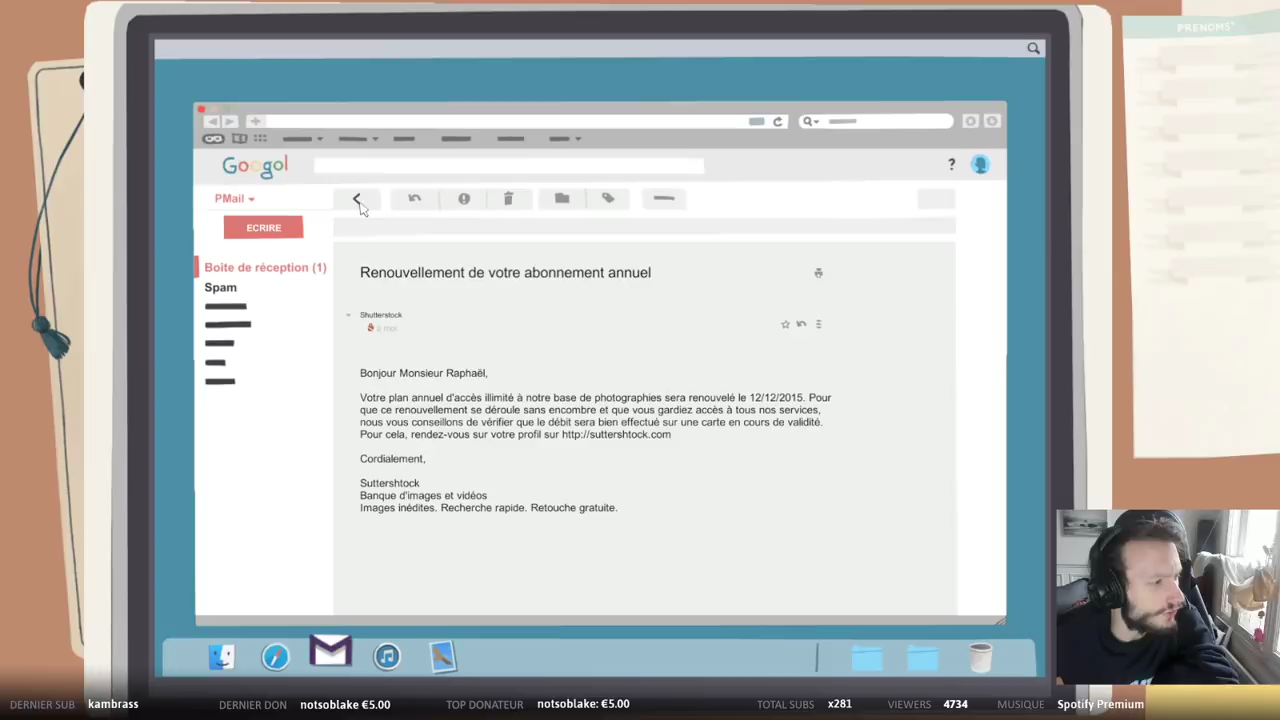 PRENOMS
Googol
?
PMail
ECRIRE
Boite de réception (1)
Spam
Renouvellement de votre abonnement annuel
Shutterstock
à moi
Bonjour Monsieur Raphaël,
Votre plan annuel d'accès illimité à notre base de photographies sera renouvelé le 12/12/2015. Pour
que ce renouvellement se déroule sans encombre et que vous gardiez accès à tous nos services,
nous vous conseillons de vérifier que le débit sera bien effectué sur une carte en cours de validité.
Pour cela, rendez-vous sur votre profil sur http://suttershtock.com
Cordialement,
Suttershtock
Banque d'images et vidéos
Images inédites. Recherche rapide. Retouche gratuite.
DERNIER SUB kambrass DERNIER DON notsoblake €5.00 TOP DONATEUR notsoblake: €5.00 TOTAL SUBS x281 VIEWERS 4734 MUSIQUE Spotify Premium